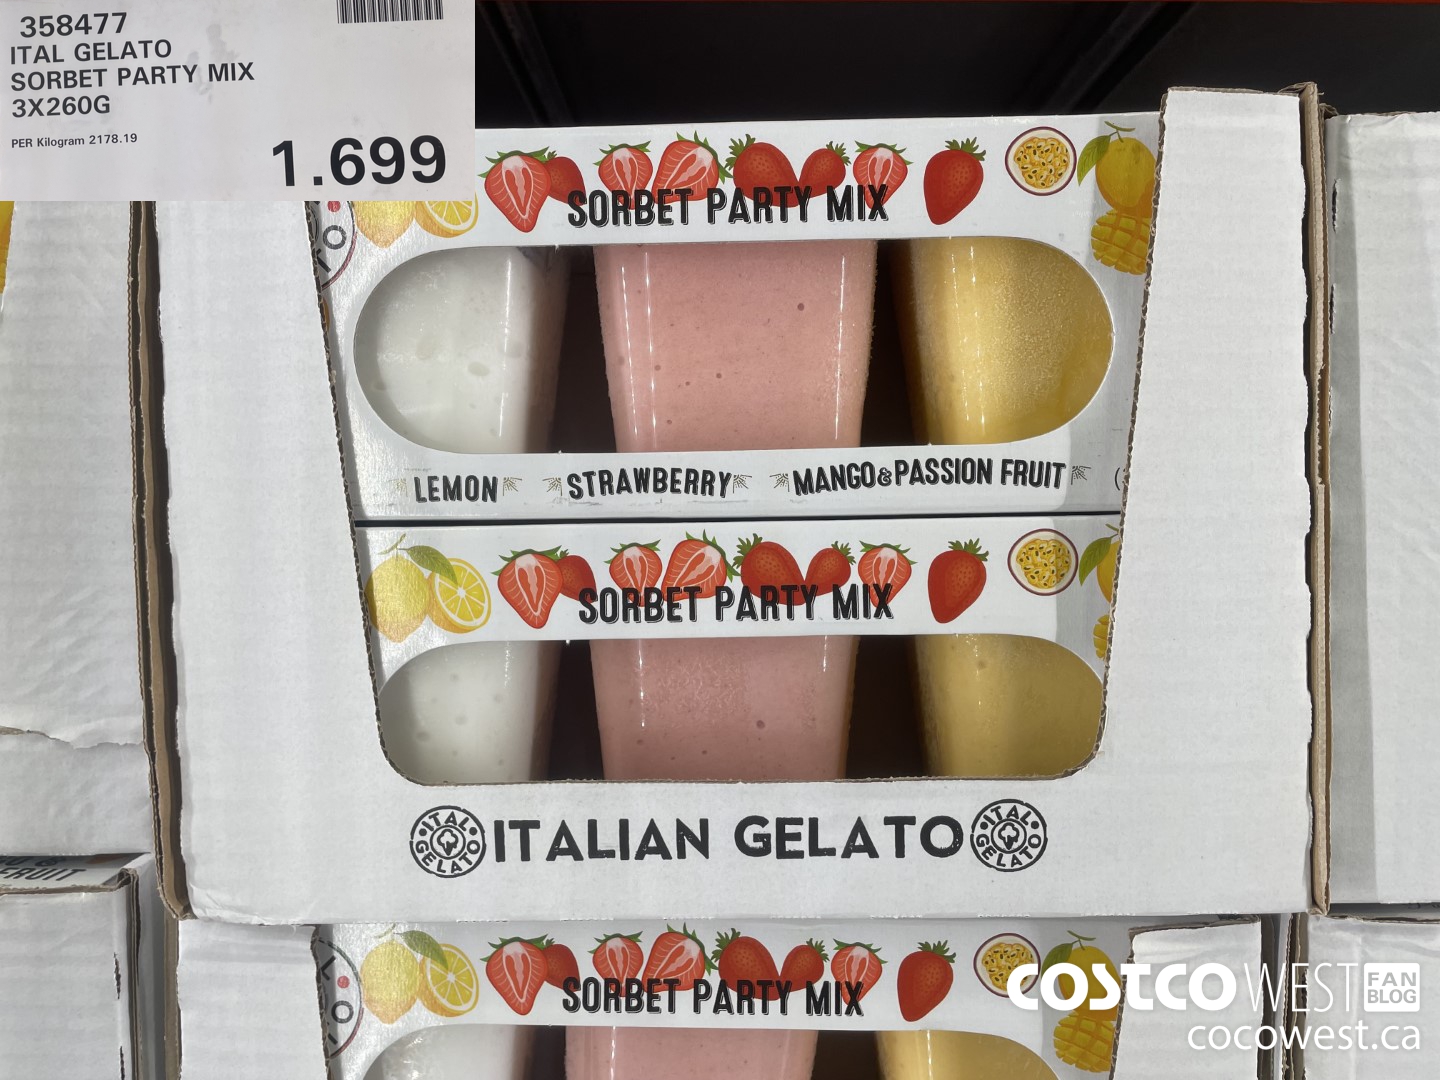 358477
ITAL GELATO
SORBET PARTY MIX
3X260G
PER Kilogram 2178.19
1.699
SORBET PARTY MIX
LEMON STRAWBERRY MANGO&PASSION FRUIT
SORBET PARTY MIX
ITAL GELATO ITALIAN GELATO ITAL GELATO
FRUIT
SORBET PARTY MIX
COSTCO WEST FAN BLOG
cocowest.ca